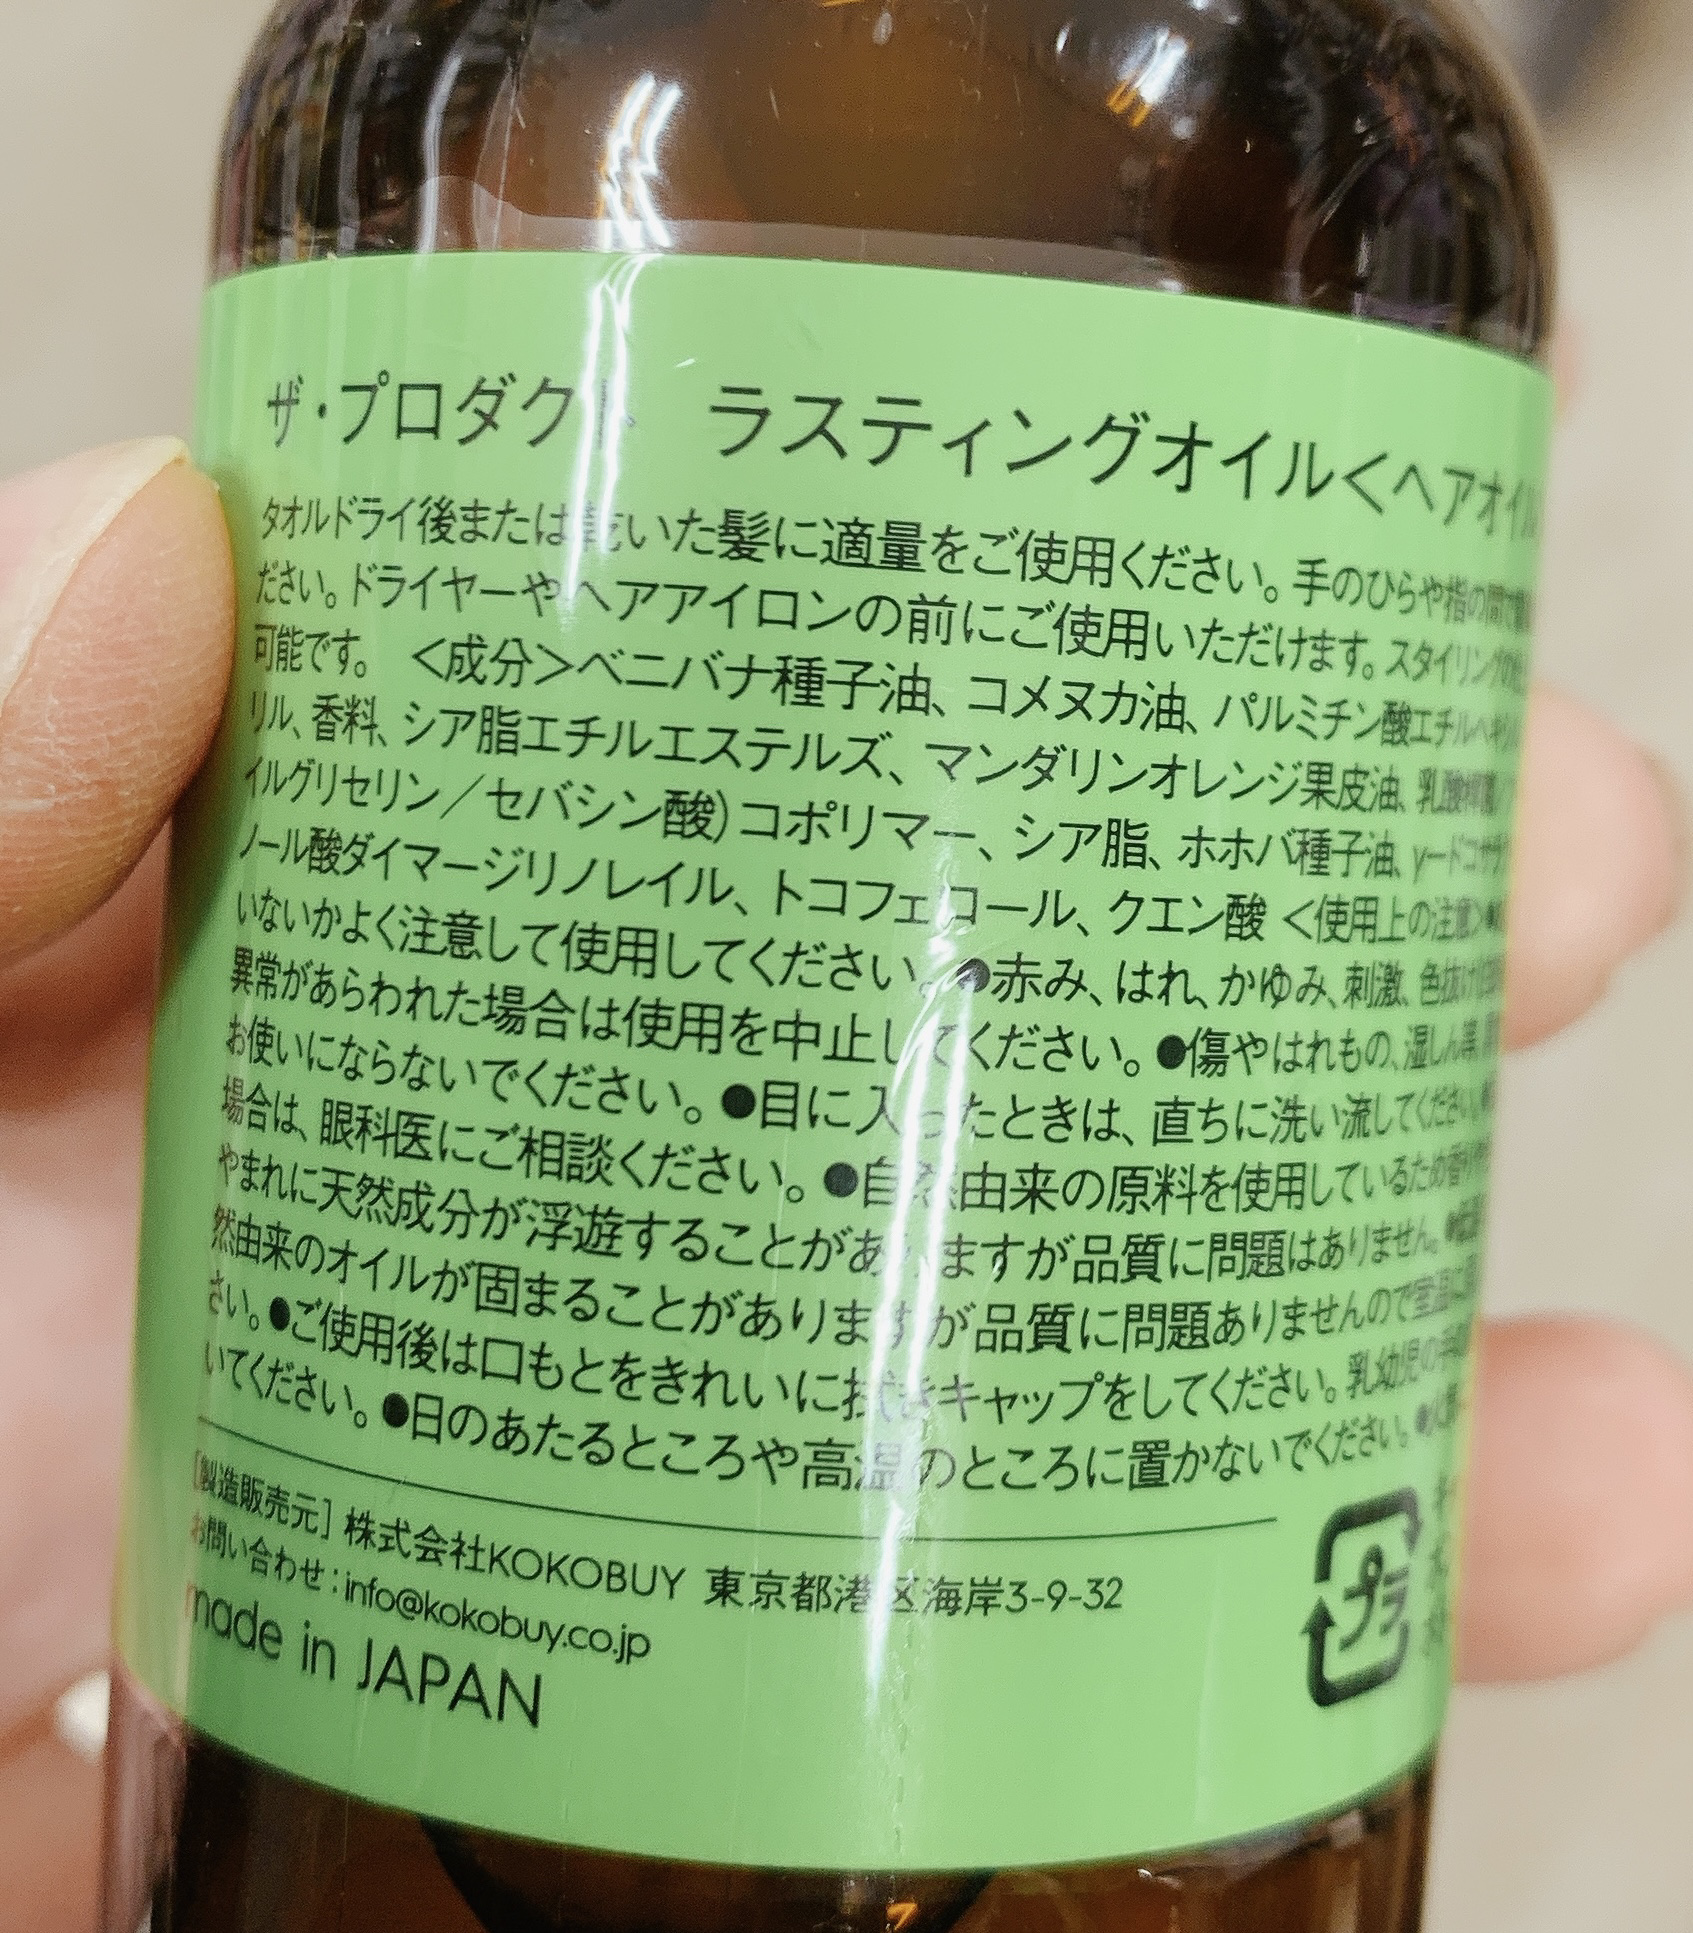 ザ・プロダクト ラスティングオイル＜ヘアオイル
タオルドライ後または乾いた髪に適量をご使用ください。手のひらや指の間で
ださい。ドライヤーやヘアアイロンの前にご使用いただけます。スタイリングの
可能です。 ＜成分＞ベニバナ種子油、コメヌカ油、パルミチン酸エチルヘキシル
リル、香料、シア脂エチルエステルズ、マンダリンオレンジ果皮油、乳酸桿菌
イルグリセリン／セバシン酸)コポリマー、シア脂、ホホバ種子油、γードコサラ
ノール酸ダイマージリノレイル、トコフェロール、クエン酸 ＜使用上の注意＞●
いないかよく注意して使用してください。●赤み、はれ、かゆみ、刺激、色抜け
異常があらわれた場合は使用を中止してください。●傷やはれもの、湿しん等、
お使いにならないでください。●目に入ったときは、直ちに洗い流してください。
場合は、眼科医にご相談ください。●自然由来の原料を使用しているため香り
やまれに天然成分が浮遊することがありますが品質に問題はありません。●
然由来のオイルが固まることがありますが品質に問題ありませんので室温に
さい。●ご使用後は口もとをきれいに拭きキャップをしてください。乳幼児の手の
いてください。●日のあたるところや高温のところに置かないでください。●
[製造販売元] 株式会社KOKOBUY 東京都港区海岸3-9-32
お問い合わせ：info@kokobuy.co.jp
made in JAPAN
プラ